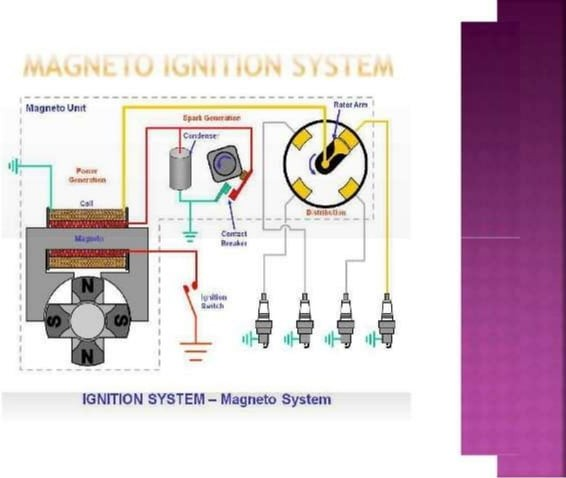 MAGNETO IGNITION SYSTEM
Magneto Unit
Rotor Arm
Spark Generation
Condenser
Power
Generation
Coil
Distribution
Magneto
Contact
Breaker
Ignition
Switch
N
S
S
N
IGNITION SYSTEM – Magneto System